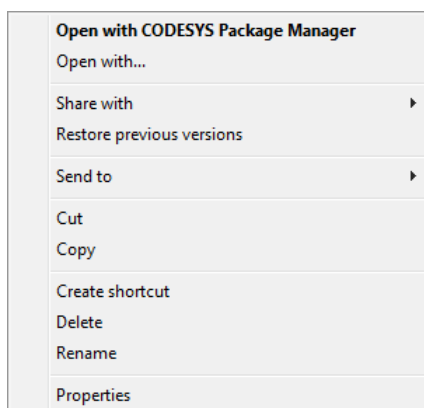 Open with CODESYS Package Manager
Open with...
Share with
Restore previous versions
Send to
Cut
Copy
Create shortcut
Delete
Rename
Properties